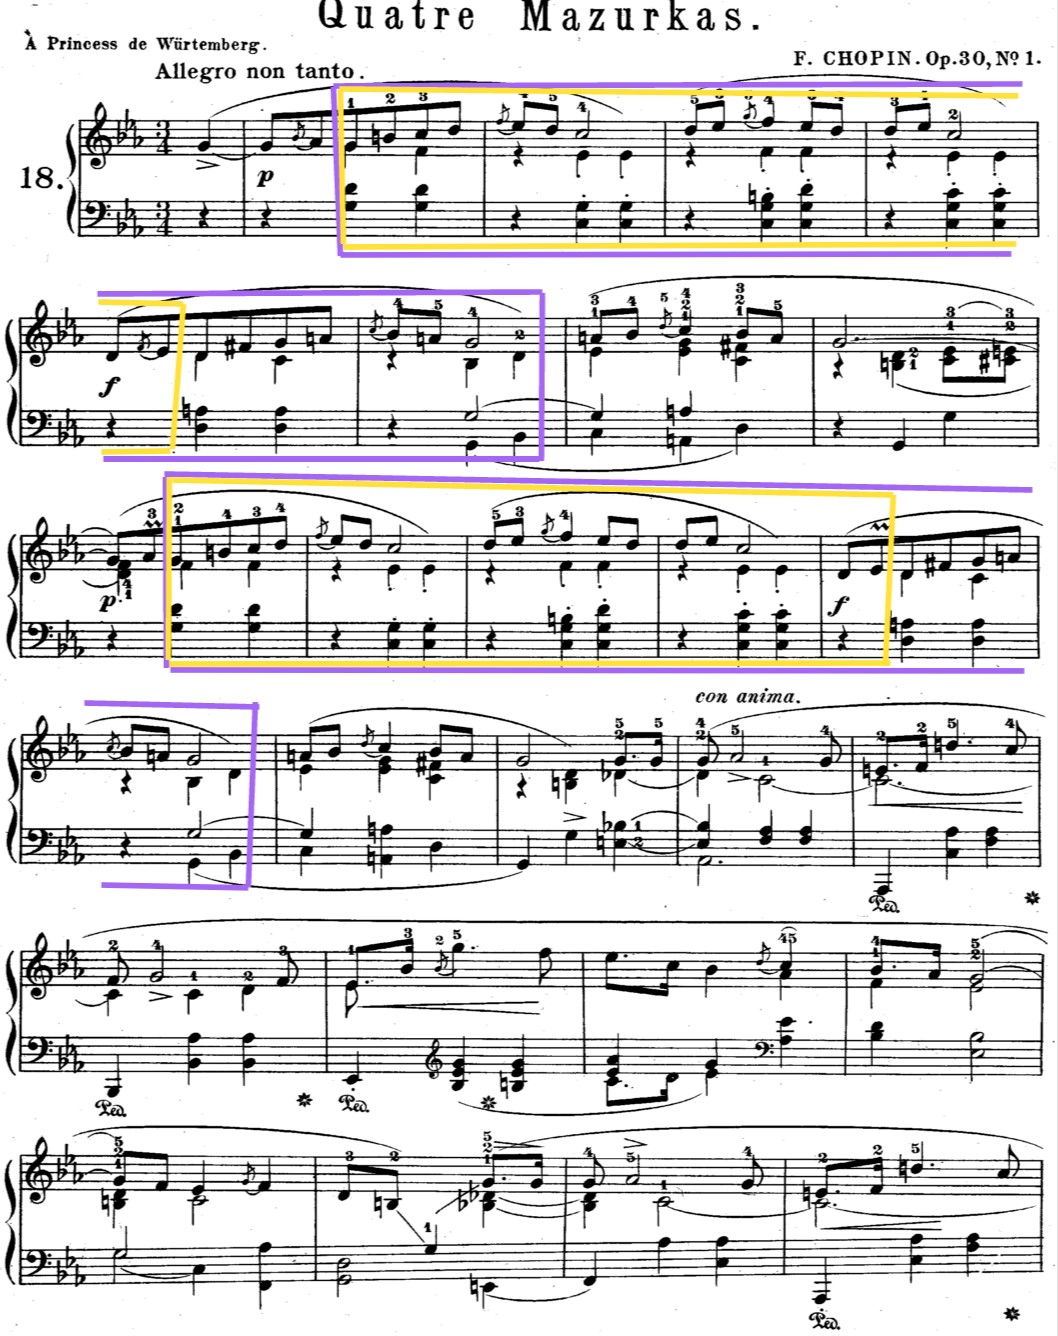 Quatre Mazurkas.
À Princess de Würtemberg.
F. CHOPIN. Op. 30, Nº 1.
Allegro non tanto.
18.
p
f
p
f
con anima.
Ped.
Ped.
Ped.
Ped.